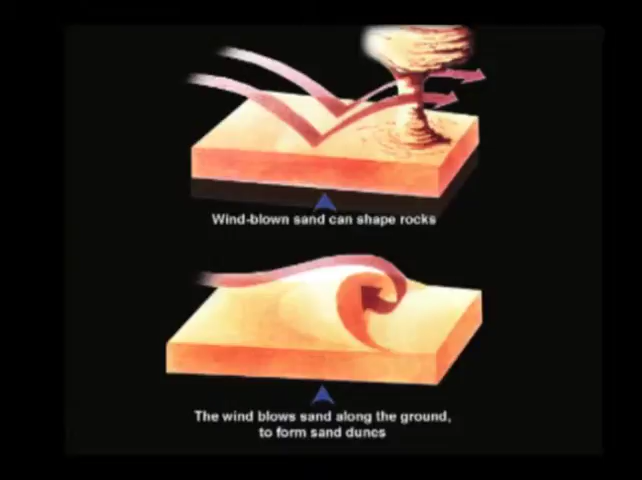 Wind-blown sand can shape rocks
The wind blows sand along the ground,
to form sand dunes